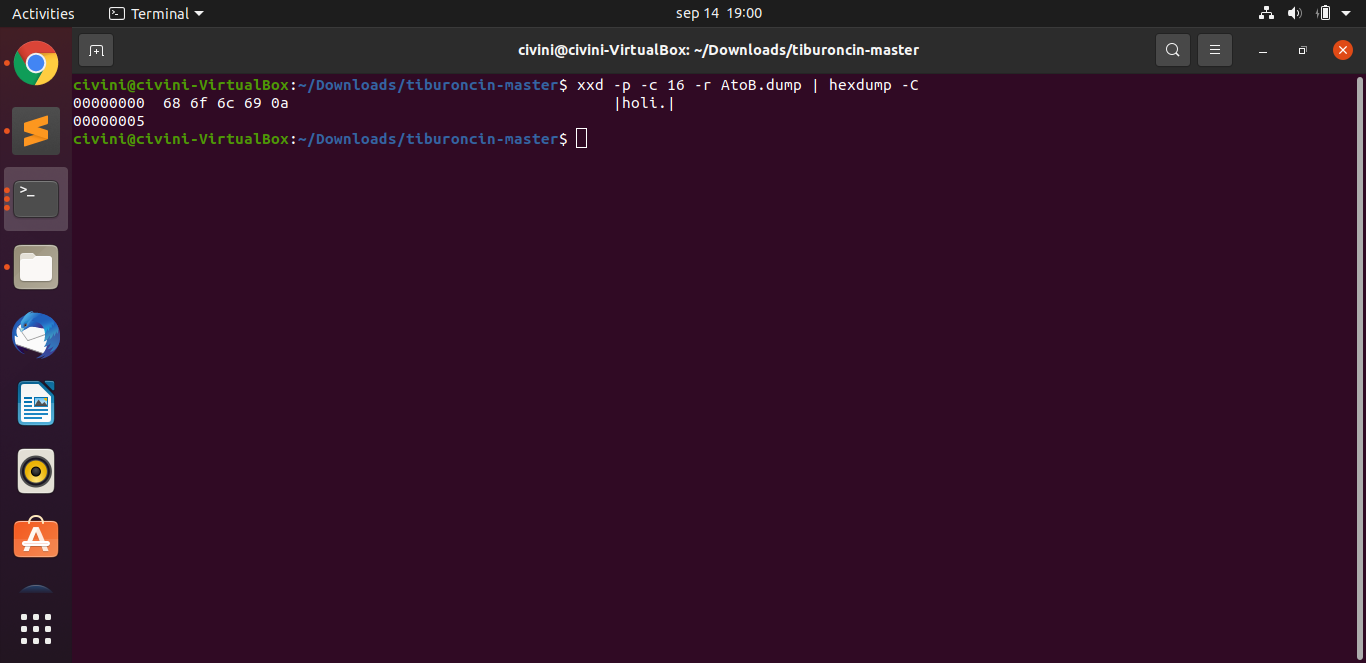 Activities Terminal sep 14 19:00
civini@civini-VirtualBox: ~/Downloads/tiburoncin-master
civini@civini-VirtualBox:~/Downloads/tiburoncin-master$ xxd -p -c 16 -r AtoB.dump | hexdump -C
00000000  68 6f 6c 69 0a                                    |holi.|
00000005
civini@civini-VirtualBox:~/Downloads/tiburoncin-master$